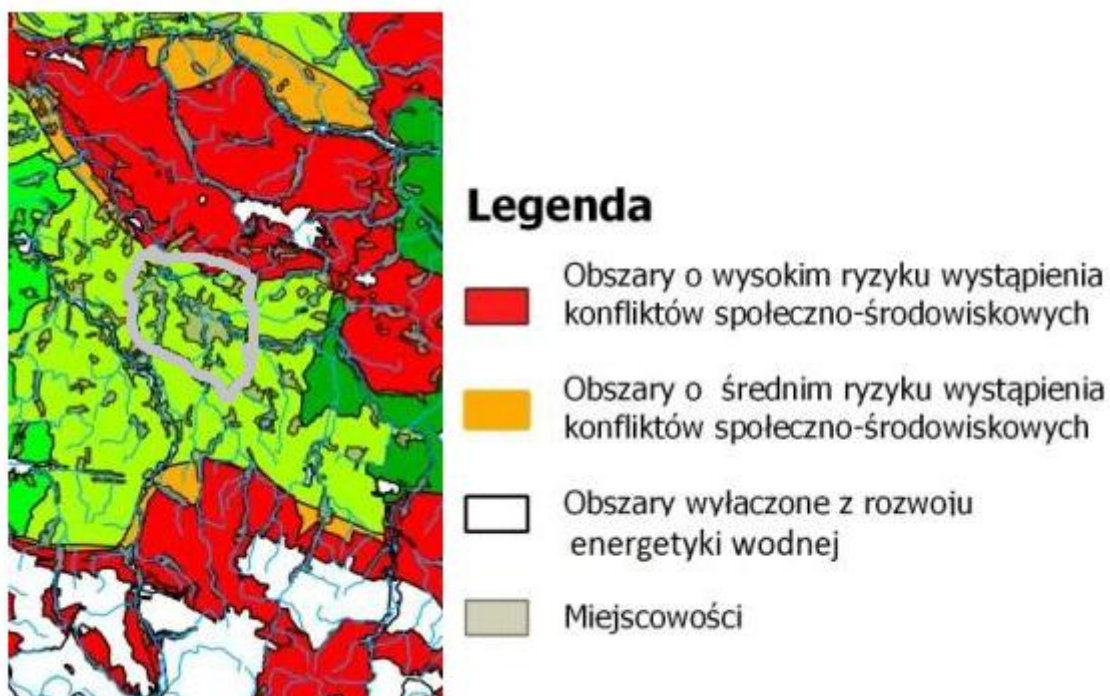 Legenda
Obszary o wysokim ryzyku wystąpienia
konfliktów społeczno-środowiskowych
Obszary o średnim ryzyku wystąpienia
konfliktów społeczno-środowiskowych
Obszary wyłaczone z rozwoju
energetyki wodnej
Miejscowości